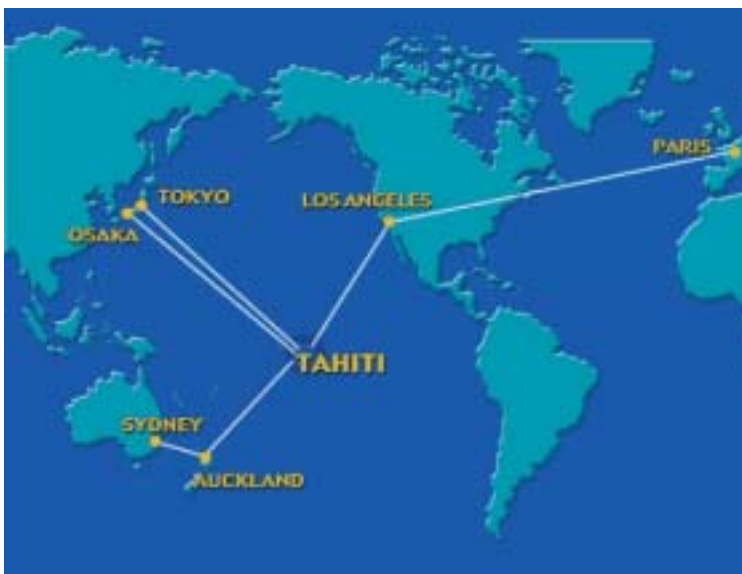 PARIS
TOKYO
LOS ANGELES
OSAKA
TAHITI
SYDNEY
AUCKLAND